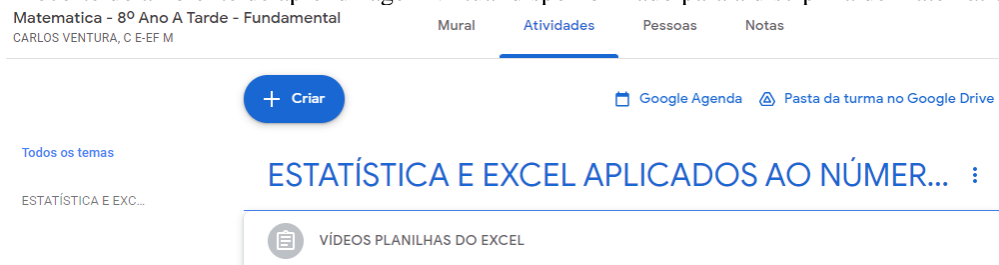 Matematica - 8º Ano A Tarde - Fundamental
CARLOS VENTURA, C E-EF M
Mural Atividades Pessoas Notas
+ Criar
Google Agenda Pasta da turma no Google Drive
Todos os temas
ESTATÍSTICA E EXCEL APLICADOS AO NÚMER...
ESTATÍSTICA E EXC...
VÍDEOS PLANILHAS DO EXCEL